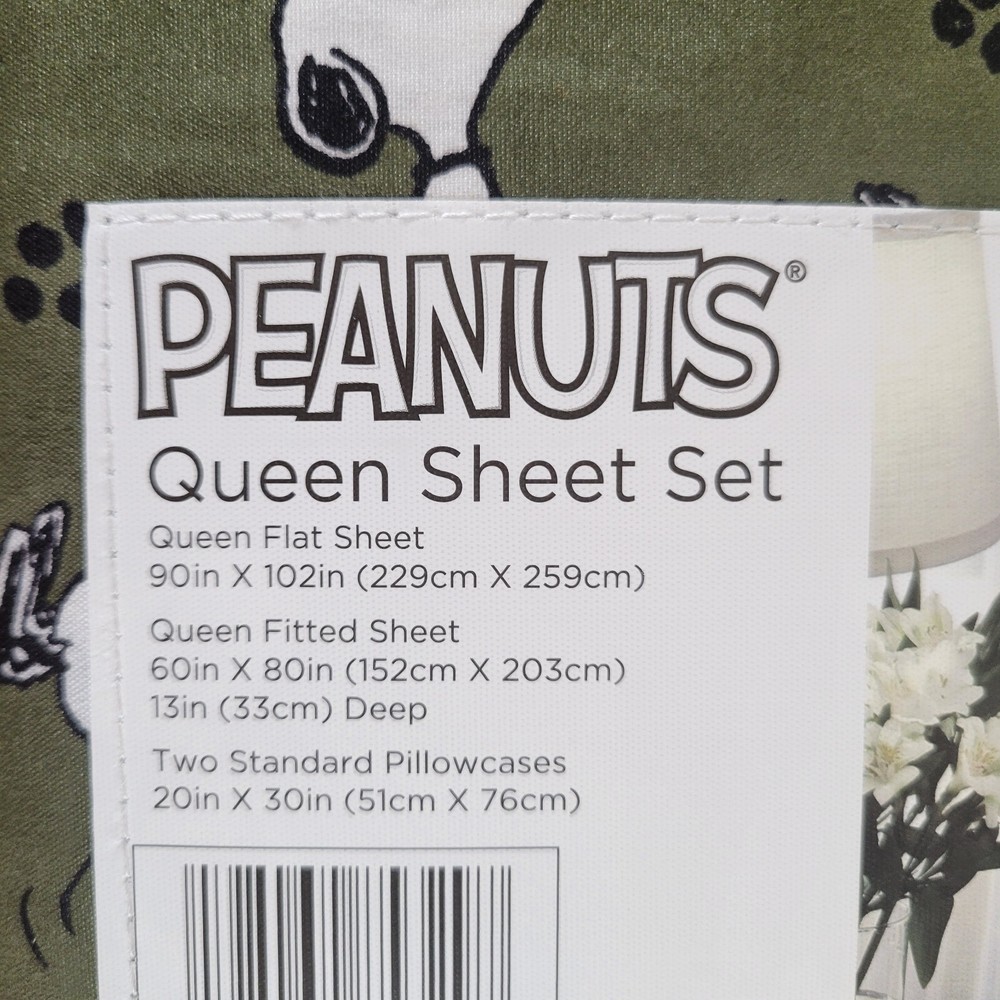 PEANUTS®
Queen Sheet Set
Queen Flat Sheet
90in X 102in (229cm X 259cm)
Queen Fitted Sheet
60in X 80in (152cm X 203cm)
13in (33cm) Deep
Two Standard Pillowcases
20in X 30in (51cm X 76cm)